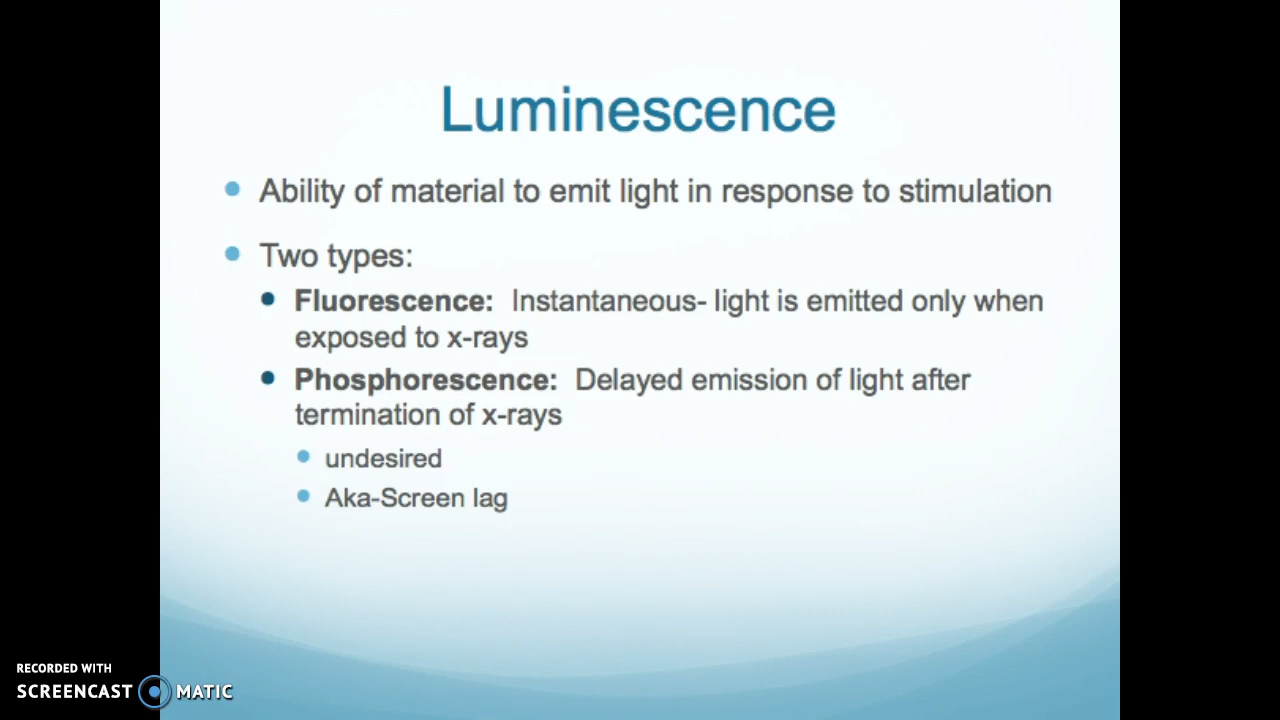 Luminescence
Ability of material to emit light in response to stimulation
Two types:
Fluorescence: Instantaneous- light is emitted only when
exposed to x-rays
Phosphorescence: Delayed emission of light after
termination of x-rays
undesired
Aka-Screen lag
RECORDED WITH
SCREENCAST MATIC